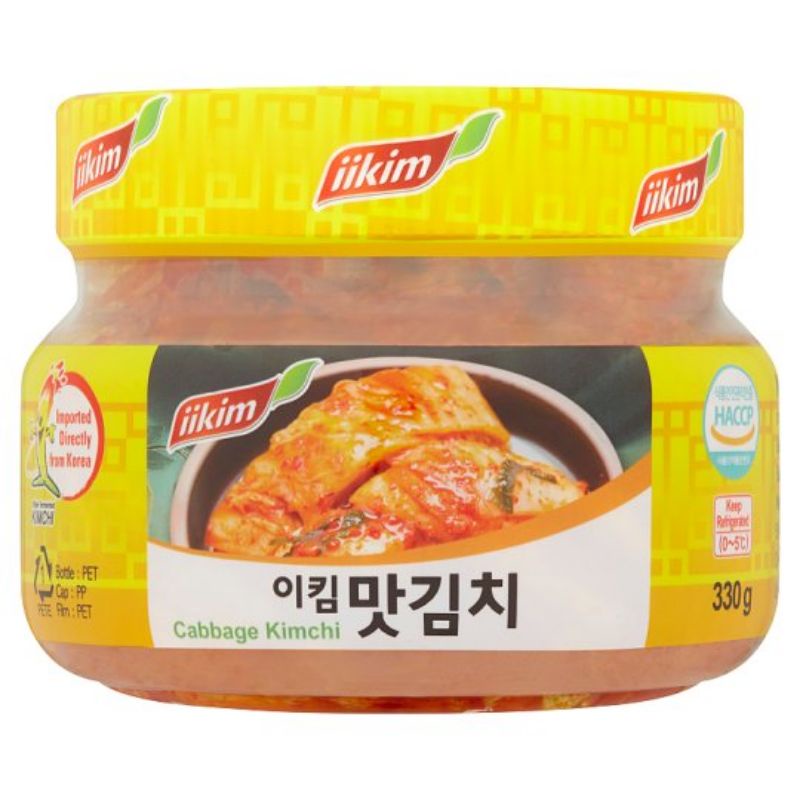 iikim
iikim
iikim
iikim
Imported
Directly
from Korea
KIMCHI
HACCP
Keep
Refrigerated
(0~5℃)
Bottle : PET
Cap : PP
Film : PET
PETE
이킴 맛김치
Cabbage Kimchi
330g